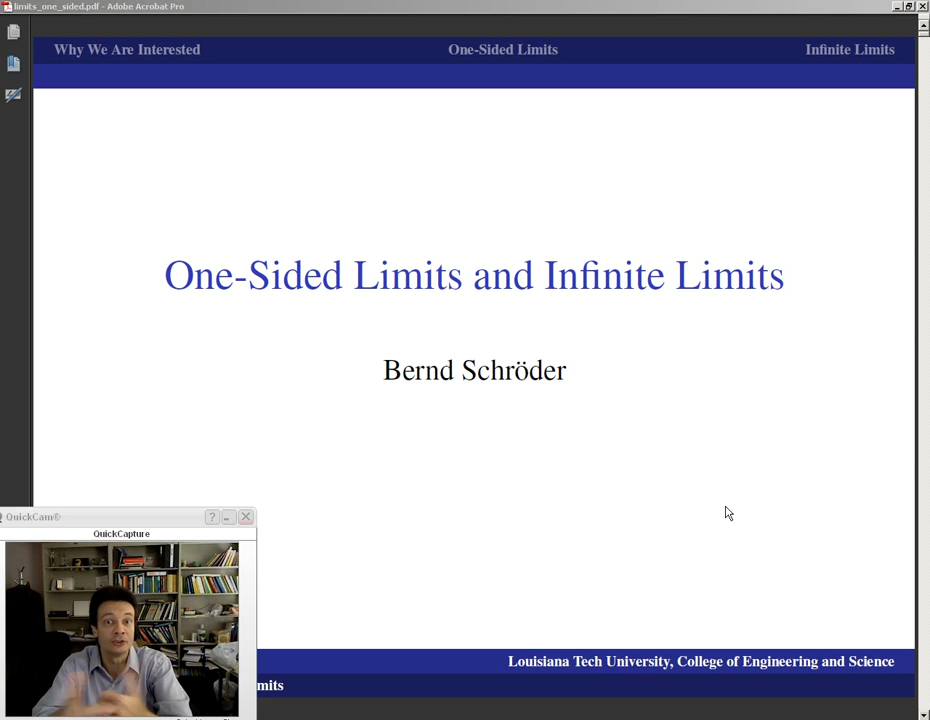 limits_one_sided.pdf - Adobe Acrobat Pro
Why We Are Interested
One-Sided Limits
Infinite Limits
One-Sided Limits and Infinite Limits
Bernd Schröder
QuickCam®
QuickCapture
Louisiana Tech University, College of Engineering and Science
mits